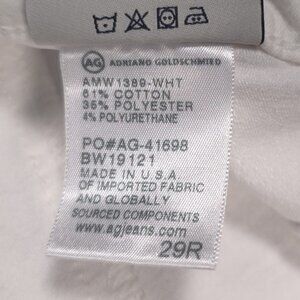 AG ADRIANO GOLDSCHMIED
AMW1389-WHT
61% COTTON
35% POLYESTER
4% POLYURETHANE
PO#AG-41698
BW19121
MADE IN U.S.A
OF IMPORTED FABRIC
AND GLOBALLY
SOURCED COMPONENTS
www.agjeans.com
29R